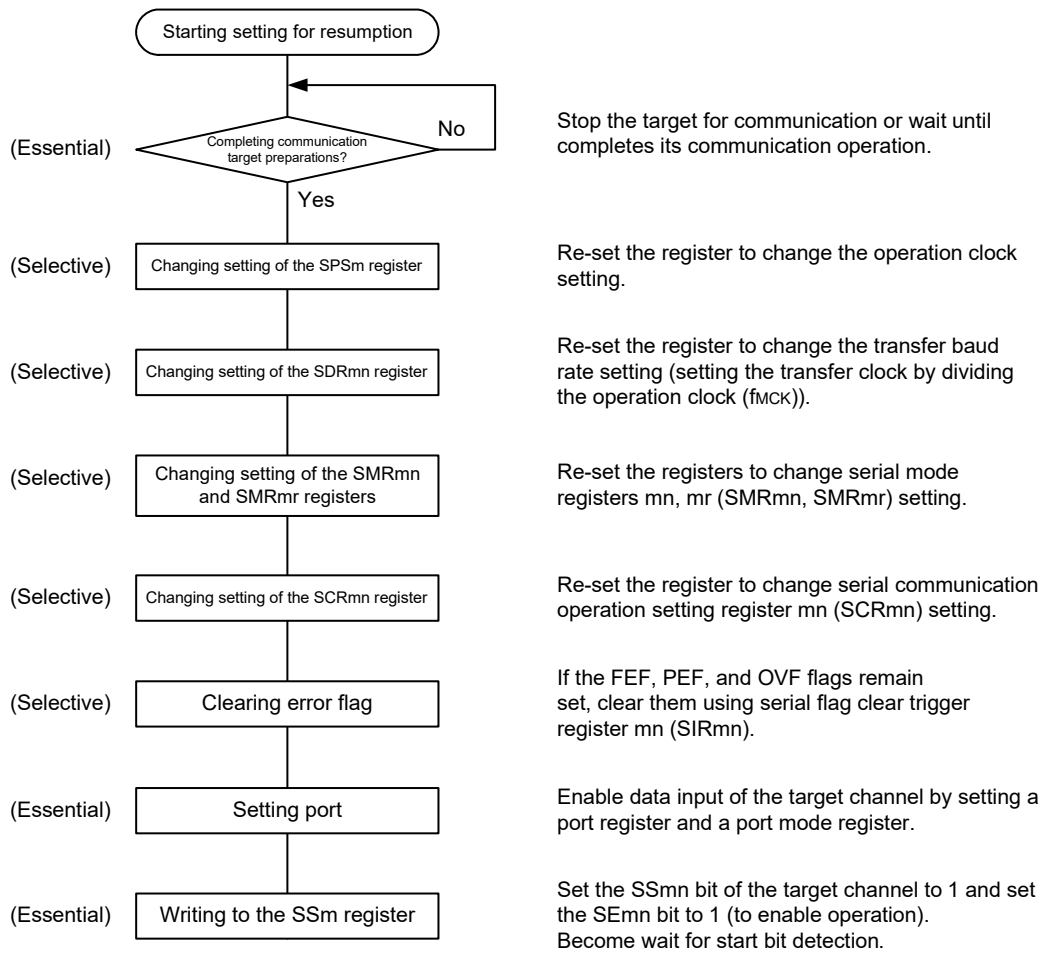 Starting setting for resumption
(Essential)
Completing communication
target preparations?
No
Yes
Stop the target for communication or wait until
completes its communication operation.
(Selective)
Changing setting of the SPSm register
Re-set the register to change the operation clock
setting.
(Selective)
Changing setting of the SDRmn register
Re-set the register to change the transfer baud
rate setting (setting the transfer clock by dividing
the operation clock (fMCK)).
(Selective)
Changing setting of the SMRmn
and SMRmr registers
Re-set the registers to change serial mode
registers mn, mr (SMRmn, SMRmr) setting.
(Selective)
Changing setting of the SCRmn register
Re-set the register to change serial communication
operation setting register mn (SCRmn) setting.
(Selective)
Clearing error flag
If the FEF, PEF, and OVF flags remain
set, clear them using serial flag clear trigger
register mn (SIRmn).
(Essential)
Setting port
Enable data input of the target channel by setting a
port register and a port mode register.
(Essential)
Writing to the SSm register
Set the SSmn bit of the target channel to 1 and set
the SEmn bit to 1 (to enable operation).
Become wait for start bit detection.